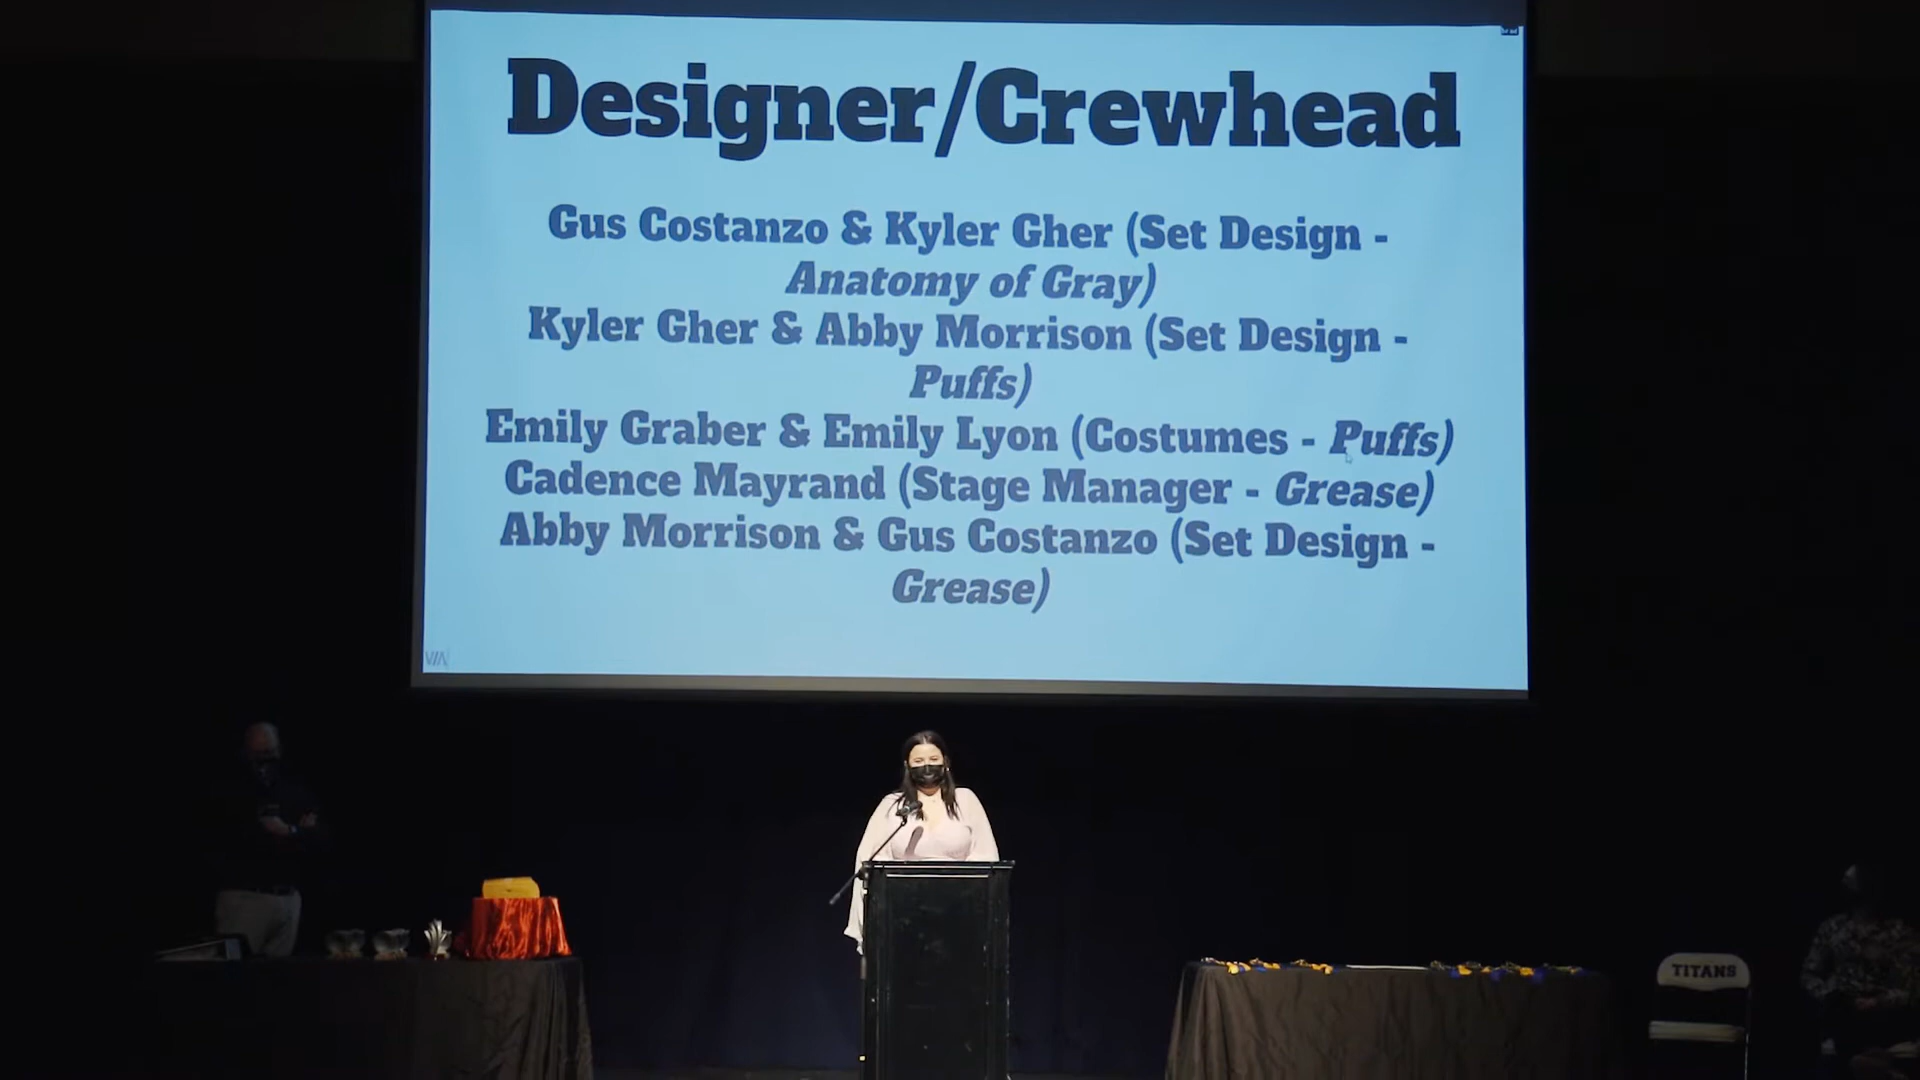 Designer/Crewhead
Gus Costanzo & Kyler Gher (Set Design -
Anatomy of Gray)
Kyler Gher & Abby Morrison (Set Design -
Puffs)
Emily Graber & Emily Lyon (Costumes - Puffs)
Cadence Mayrand (Stage Manager - Grease)
Abby Morrison & Gus Costanzo (Set Design -
Grease)
VIA
TITANS